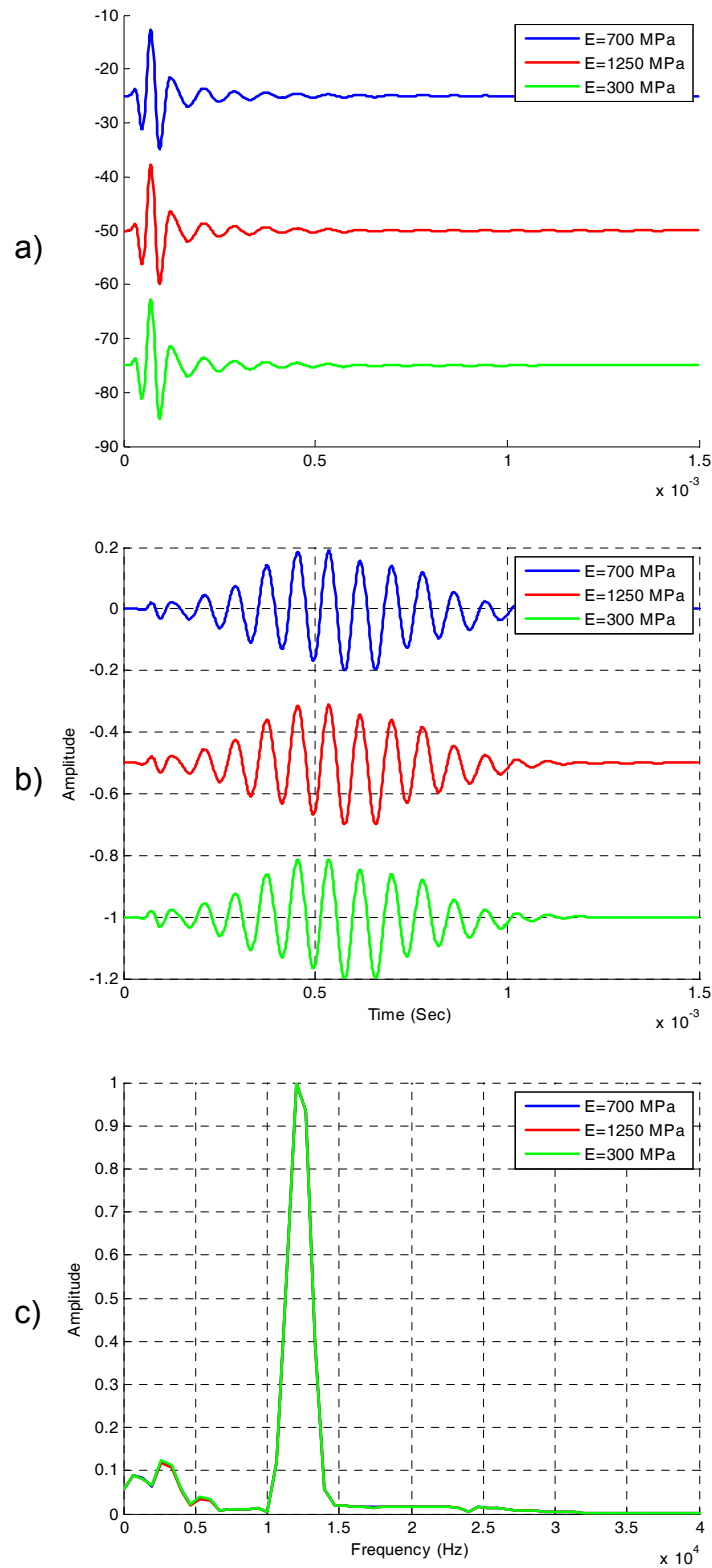 a)
-10
-20
-30
-40
-50
-60
-70
-80
-90
0
0.5
1
1.5
x 10-3
E=700 MPa
E=1250 MPa
E=300 MPa
b)
Amplitude
0.2
0
-0.2
-0.4
-0.6
-0.8
-1
-1.2
0
0.5
1
1.5
Time (Sec)
x 10-3
E=700 MPa
E=1250 MPa
E=300 MPa
c)
Amplitude
1
0.9
0.8
0.7
0.6
0.5
0.4
0.3
0.2
0.1
0
0
0.5
1
1.5
2
2.5
3
3.5
4
Frequency (Hz)
x 104
E=700 MPa
E=1250 MPa
E=300 MPa